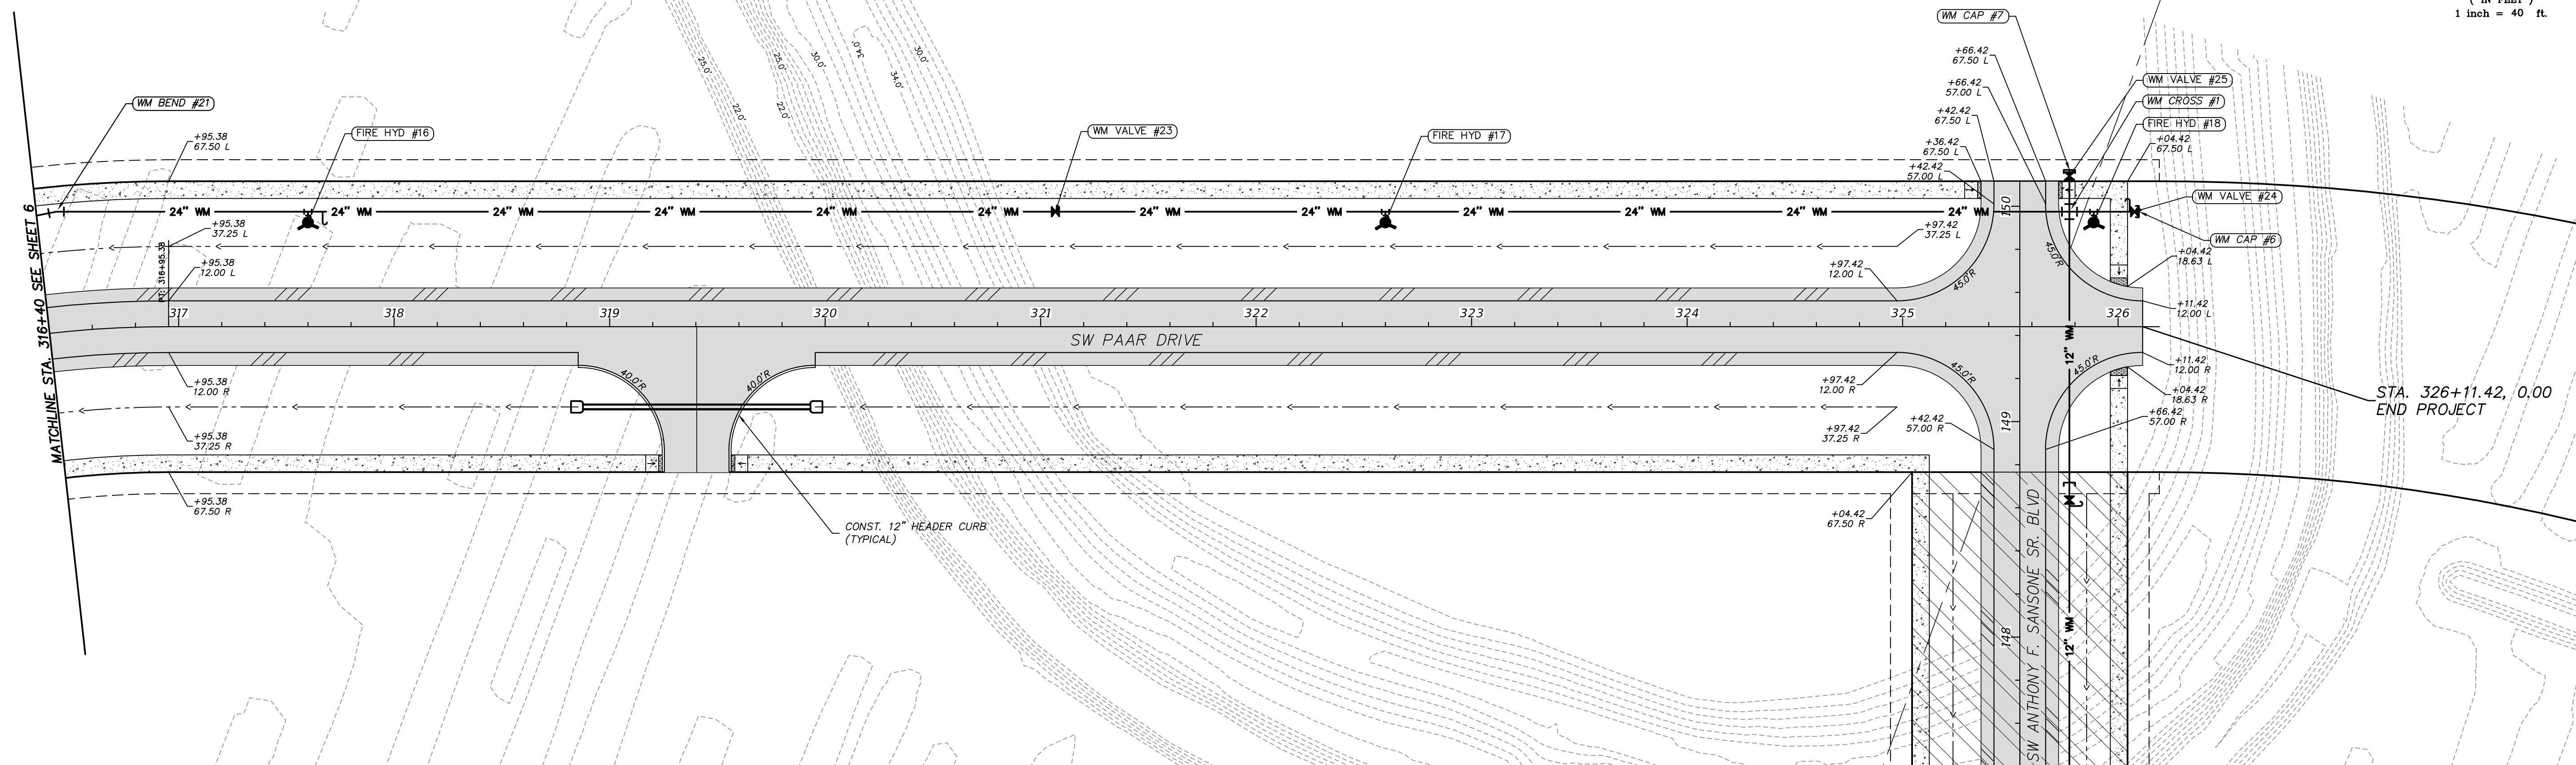 ( IN FEET )
1 inch = 40 ft.
WM CAP #7
+66.42
67.50 L
+66.42
57.00 L
+42.42
67.50 L
+36.42
67.50 L
+42.42
57.00 L
WM VALVE #25
WM CROSS #1
FIRE HYD #18
+04.42
67.50 L
WM VALVE #24
WM CAP #6
+04.42
18.63 L
+11.42
12.00 L
WM BEND #21
+95.38
67.50 L
FIRE HYD #16
WM VALVE #23
FIRE HYD #17
25.0'
22.0'
25.0'
22.0'
30.0'
34.0'
34.0'
30.0'
24" WM 24" WM 24" WM 24" WM 24" WM 24" WM 24" WM 24" WM 24" WM 24" WM 24" WM 24" WM
+95.38
37.25 L
+95.38
12.00 L
PT: 316+95.38
+97.42
37.25 L
+97.42
12.00 L
45.0'R
45.0'R
150
MATCHLINE STA. 316+40 SEE SHEET 6
317 318 319 320 321 322 323 324 325 326
SW PAAR DRIVE
12" WM
40.0'R
40.0'R
45.0'R
45.0'R
+95.38
12.00 R
+95.38
37.25 R
+95.38
67.50 R
+97.42
12.00 R
+97.42
37.25 R
+42.42
57.00 R
+11.42
12.00 R
+04.42
18.63 R
+66.42
57.00 R
STA. 326+11.42, 0.00
END PROJECT
149
CONST. 12" HEADER CURB
(TYPICAL)
+04.42
67.50 R
148
SW ANTHONY F. SANSONE SR. BLVD
12" WM